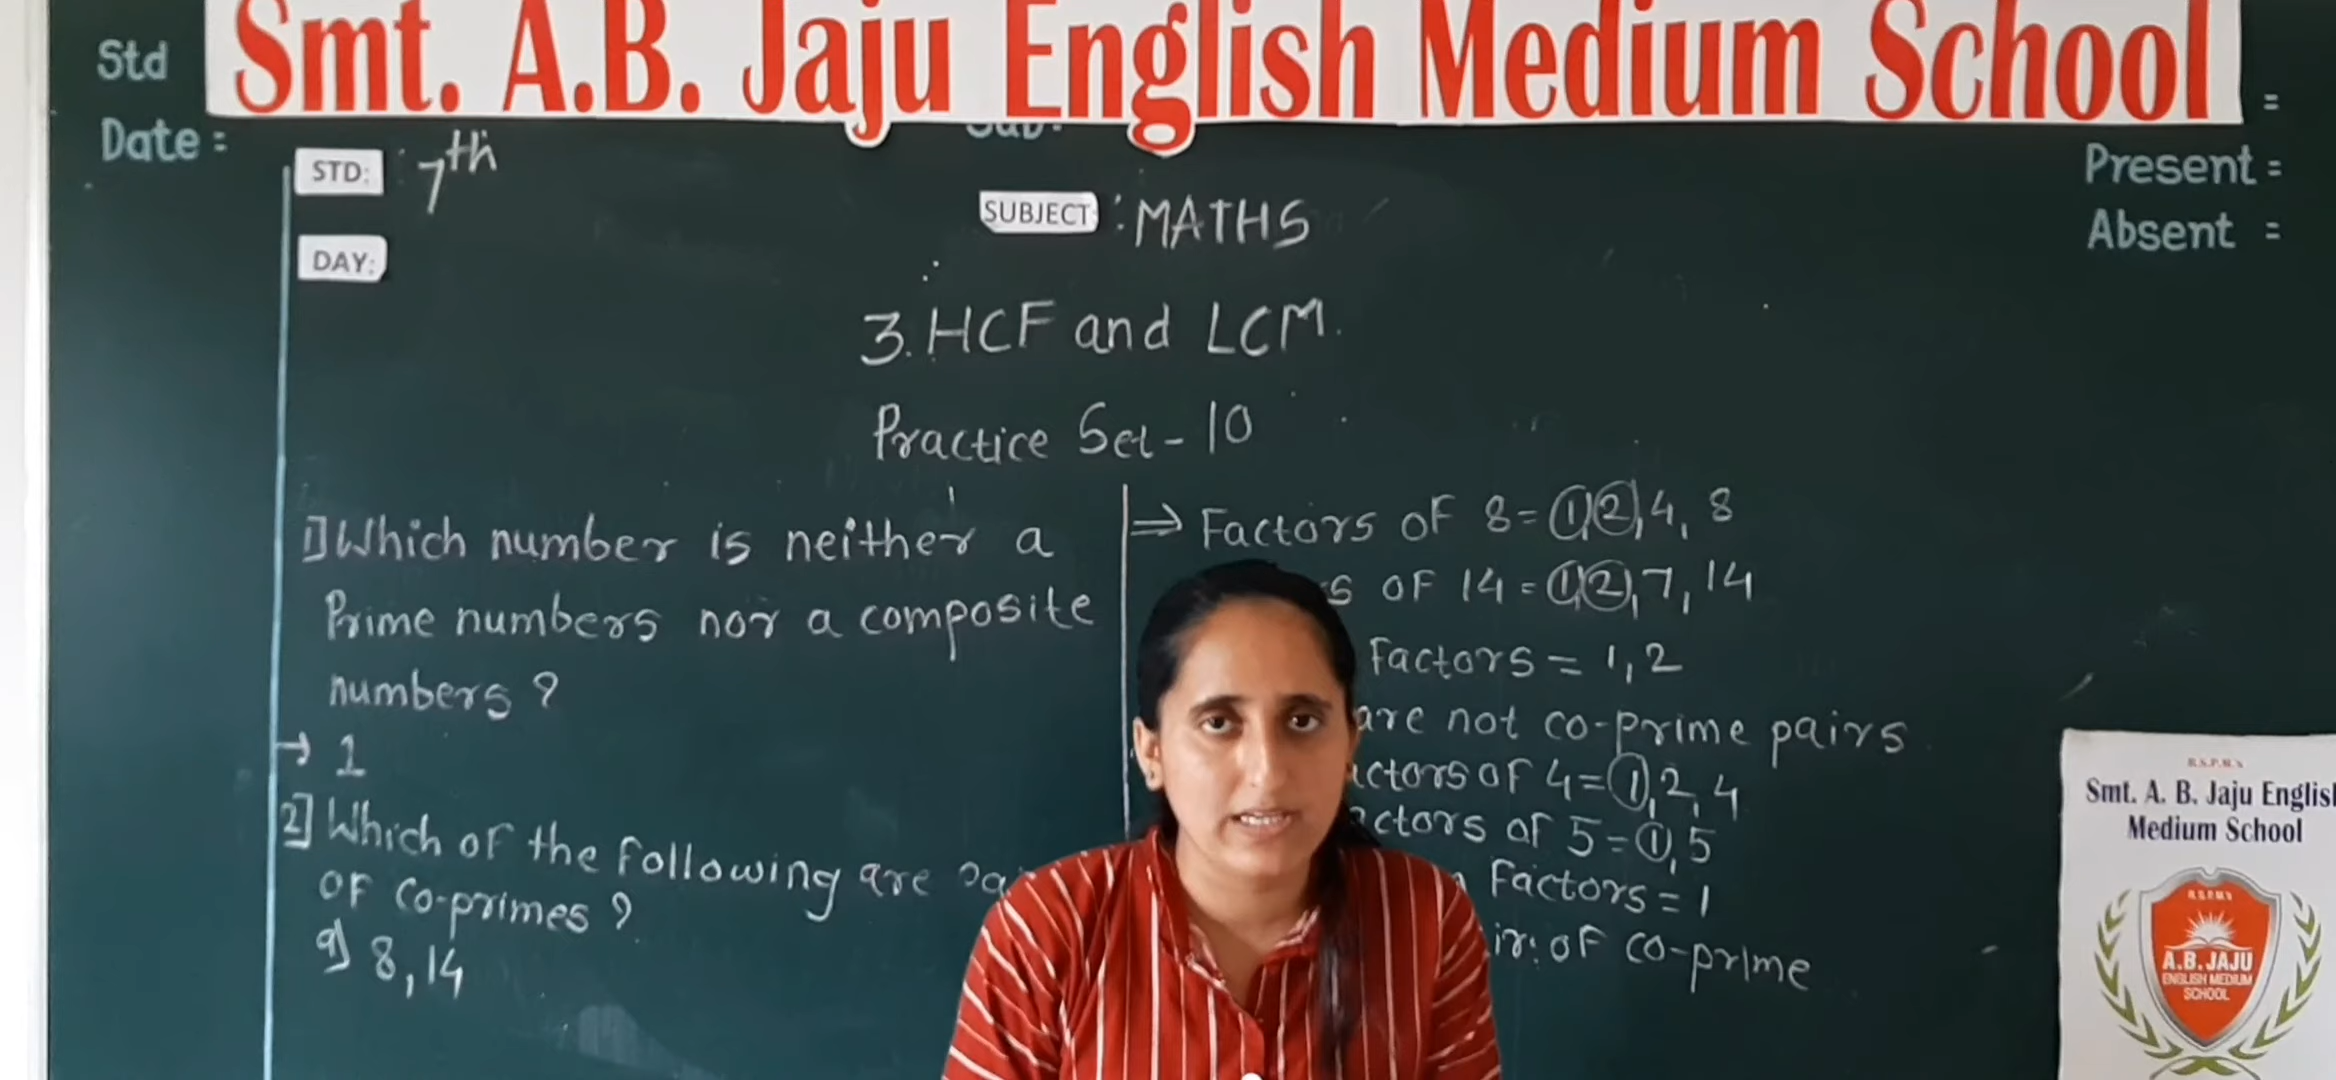 Smt. A.B. Jaju English Medium School
Std
Date :
=
Present =
Absent =
STD: : 7th
DAY:
SUBJECT : MATHS
3. HCF and LCM.
Practice Set - 10
1] Which number is neither a
Prime numbers nor a composite
numbers ?
→ 1
2] Which of the following are
of co-primes ?
a) 8, 14
⇒ Factors of 8 = 1, 2, 4, 8
of 14 = 1, 2, 7, 14
Factors = 1, 2
are not co-prime pairs
of 4 = 1, 2, 4
of 5 = 1, 5
Factors = 1
of co-prime
R.S.P.M's
Smt. A. B. Jaju English
Medium School
R.S.P.M's
A.B.JAJU
ENGLISH MEDIUM
SCHOOL